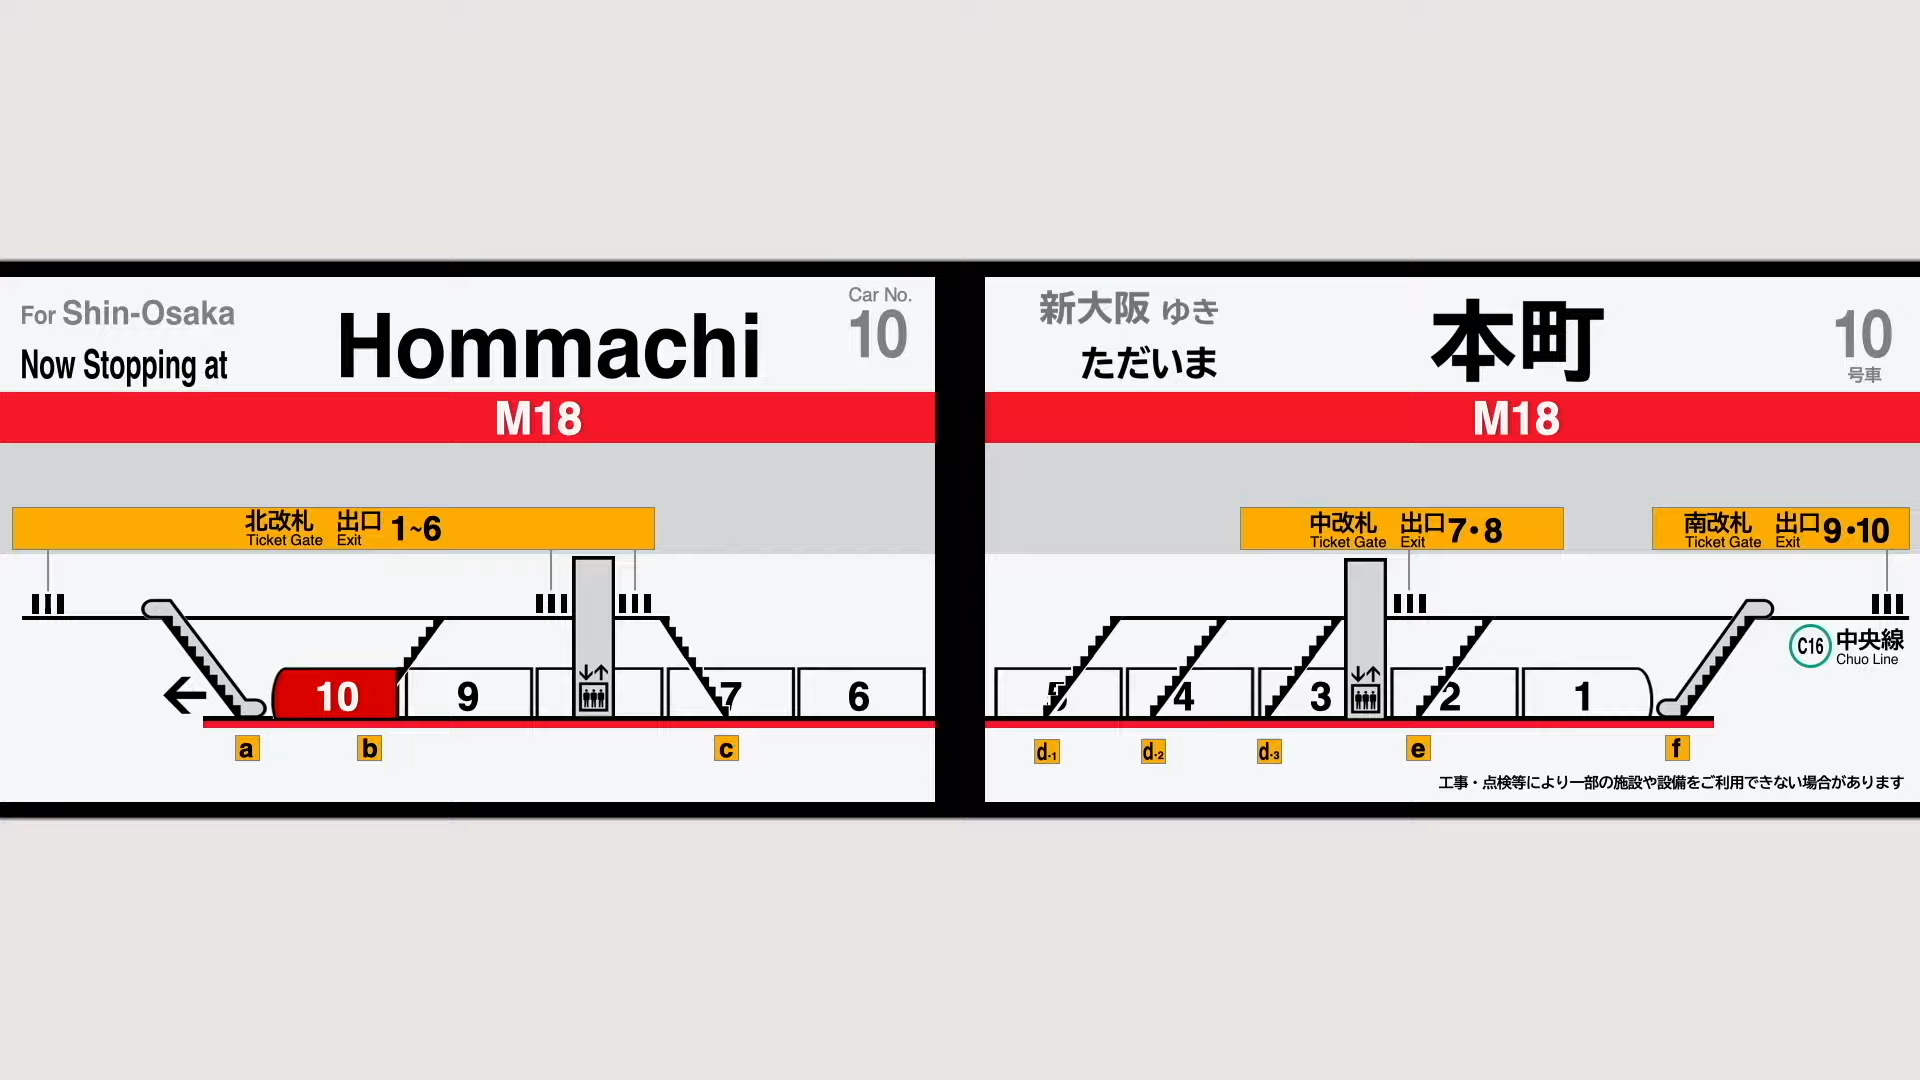 For Shin-Osaka
Now Stopping at
Hommachi
Car No.
10
M18
北改札 出口 1~6
Ticket Gate Exit
10 9 7 6
a b c
新大阪 ゆき
ただいま
本町
10
号車
M18
中改札 出口 7・8
Ticket Gate Exit
南改札 出口 9・10
Ticket Gate Exit
C16 中央線
Chuo Line
5 4 3 2 1
d-1 d-2 d-3 e f
工事・点検等により一部の施設や設備をご利用できない場合があります